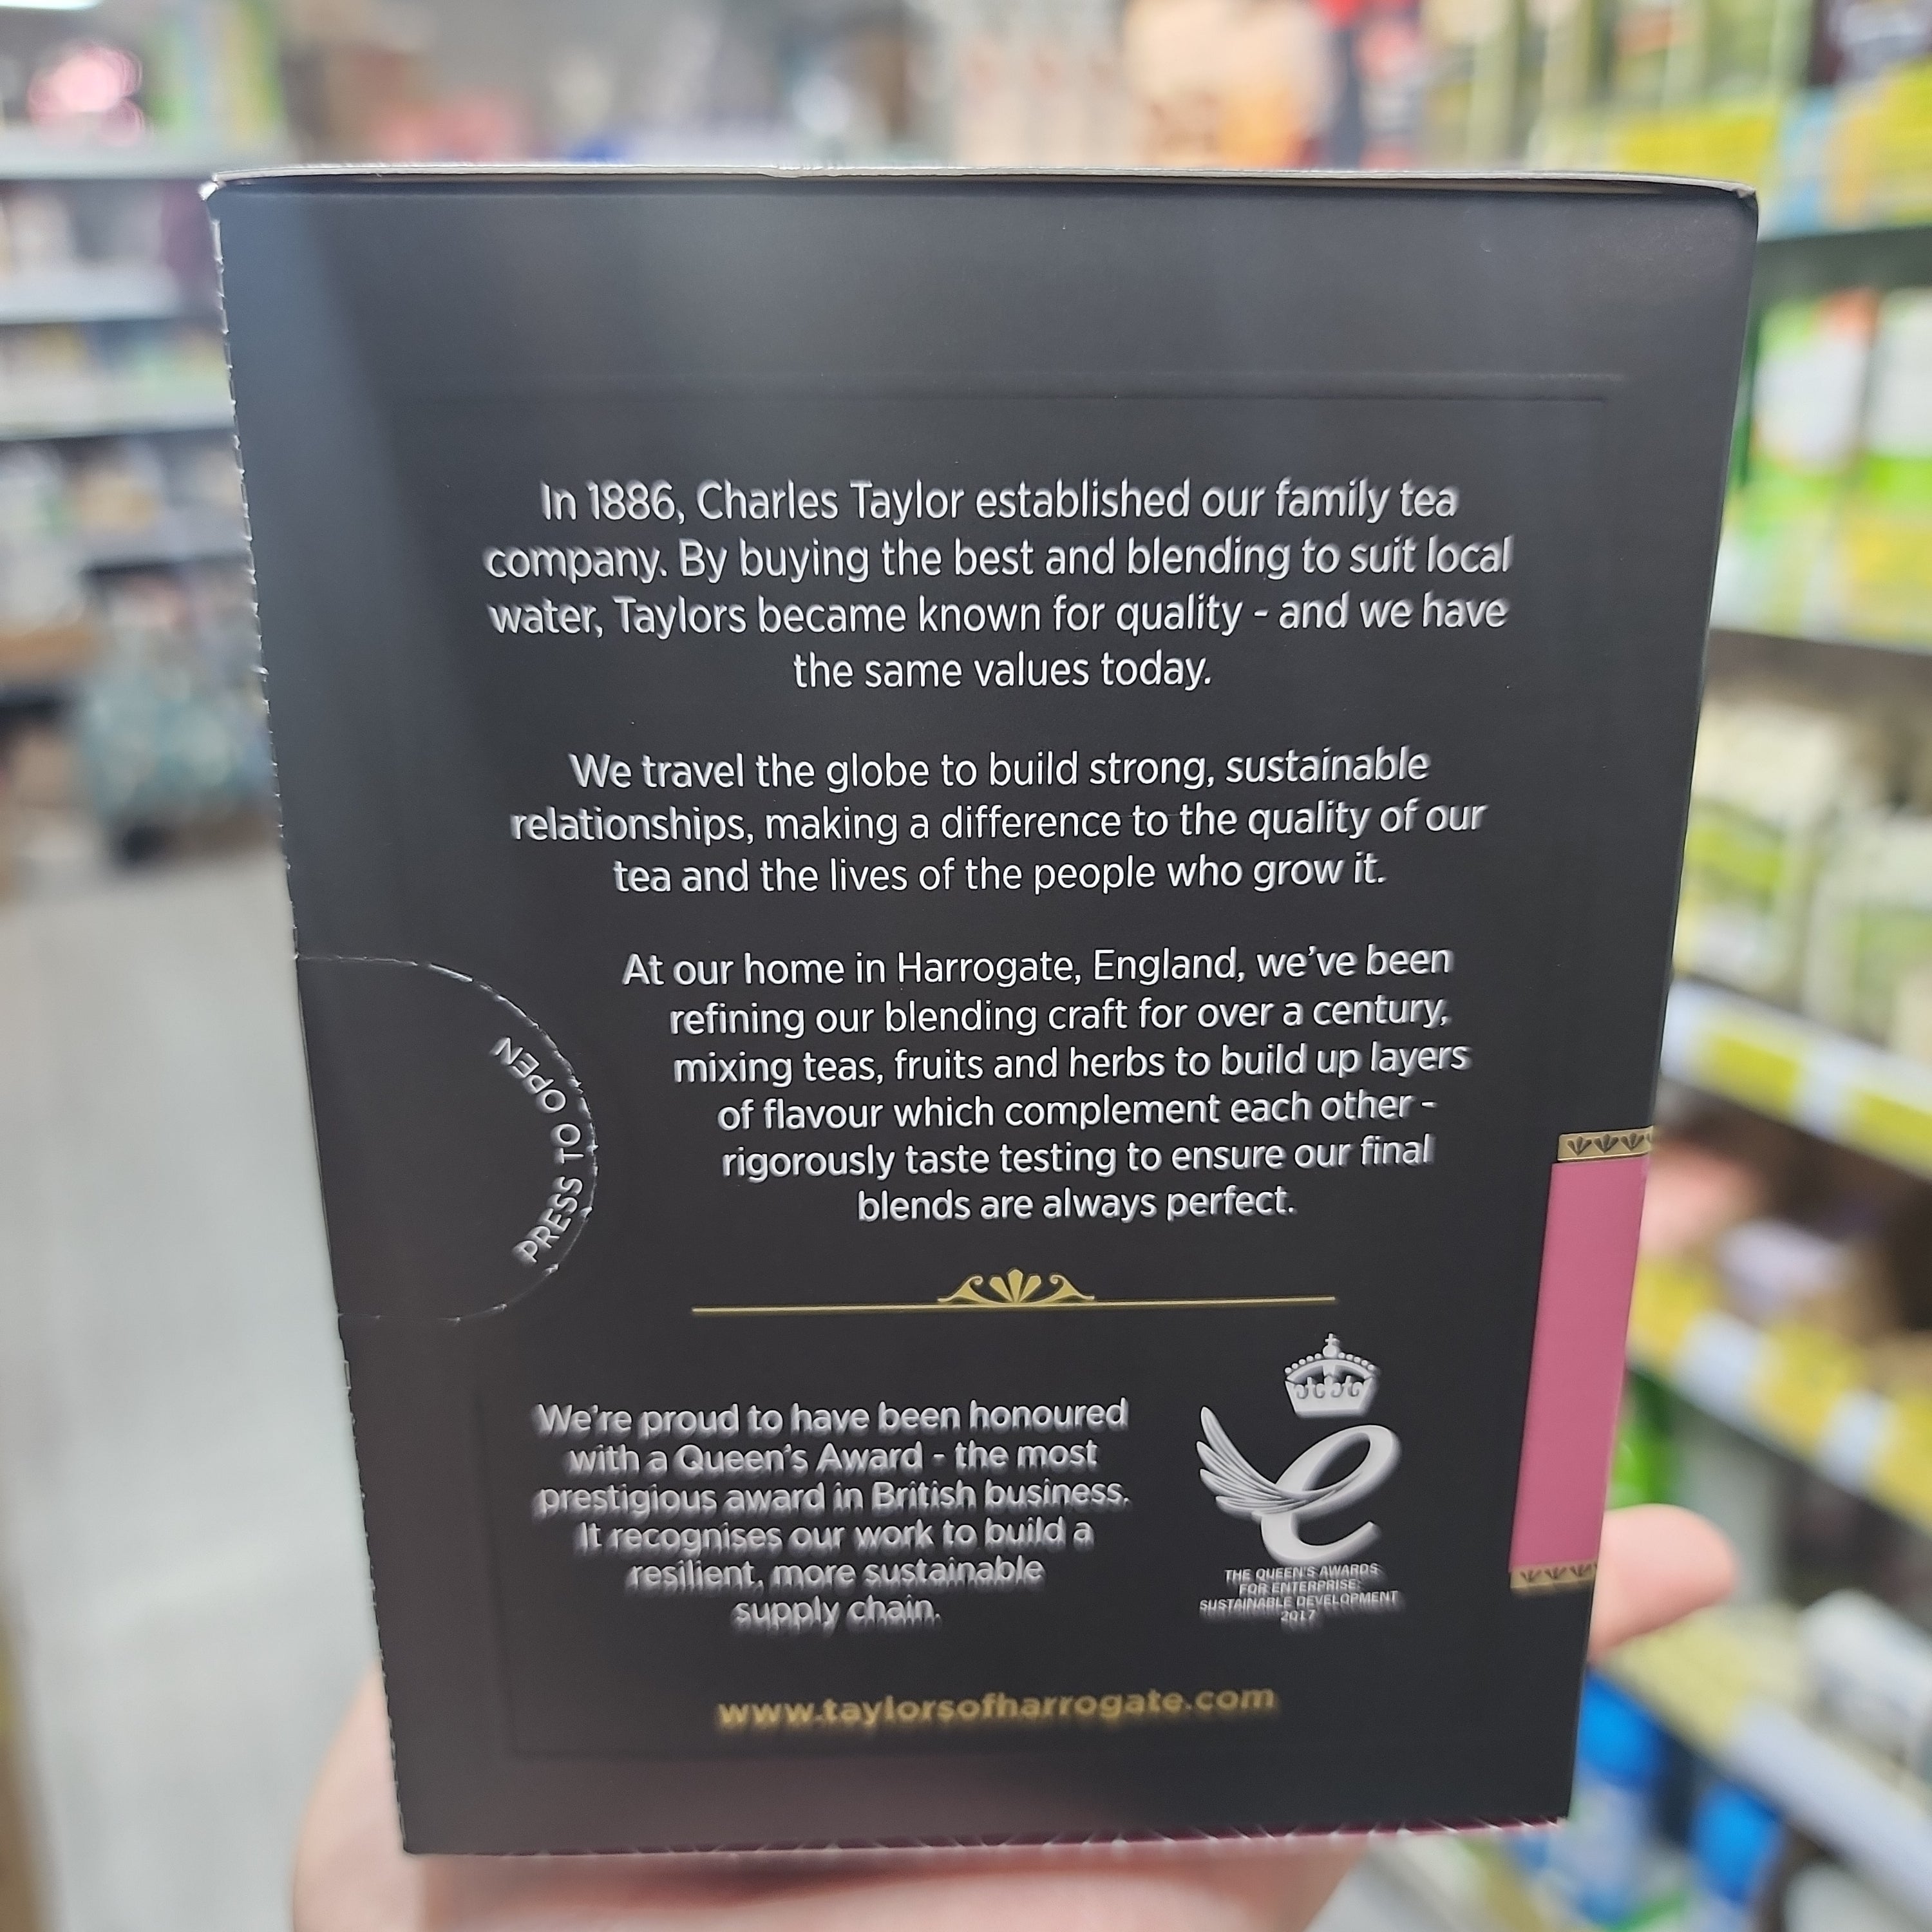 In 1886, Charles Taylor established our family tea
company. By buying the best and blending to suit local
water, Taylors became known for quality - and we have
the same values today.
We travel the globe to build strong, sustainable
relationships, making a difference to the quality of our
tea and the lives of the people who grow it.
At our home in Harrogate, England, we've been
refining our blending craft for over a century,
mixing teas, fruits and herbs to build up layers
of flavour which complement each other -
rigorously taste testing to ensure our final
blends are always perfect.
PRESS TO OPEN
We're proud to have been honoured
with a Queen's Award - the most
prestigious award in British business.
It recognises our work to build a
resilient, more sustainable
supply chain.
e
THE QUEEN'S AWARDS
FOR ENTERPRISE:
SUSTAINABLE DEVELOPMENT
2017
www.taylorsofharrogate.com